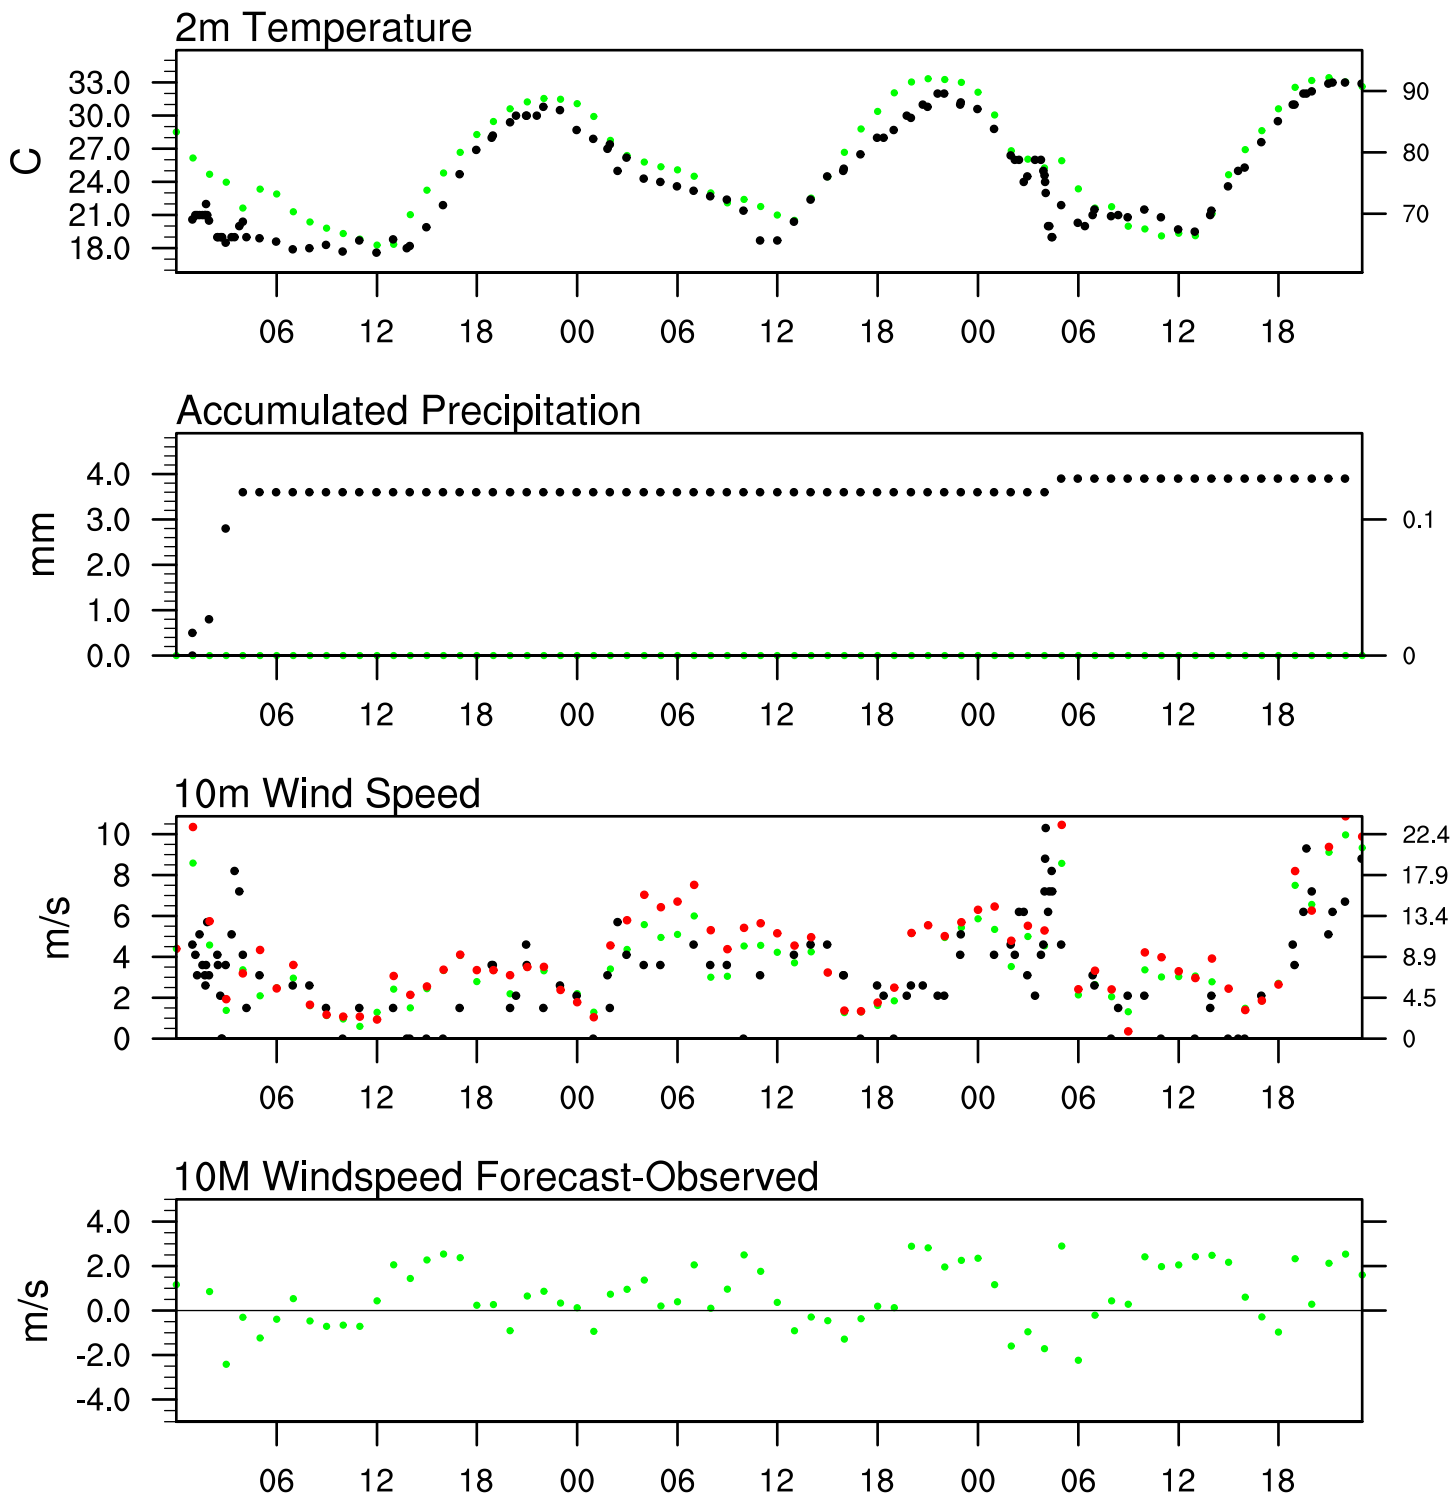 2m Temperature
33.0
30.0
27.0
24.0
21.0
18.0
C
90
80
70
06 12 18 00 06 12 18 00 06 12 18
Accumulated Precipitation
4.0
3.0
2.0
1.0
0.0
mm
0.1
0
06 12 18 00 06 12 18 00 06 12 18
10m Wind Speed
10
8
6
4
2
0
m/s
22.4
17.9
13.4
8.9
4.5
0
06 12 18 00 06 12 18 00 06 12 18
10M Windspeed Forecast-Observed
4.0
2.0
0.0
-2.0
-4.0
m/s
06 12 18 00 06 12 18 00 06 12 18